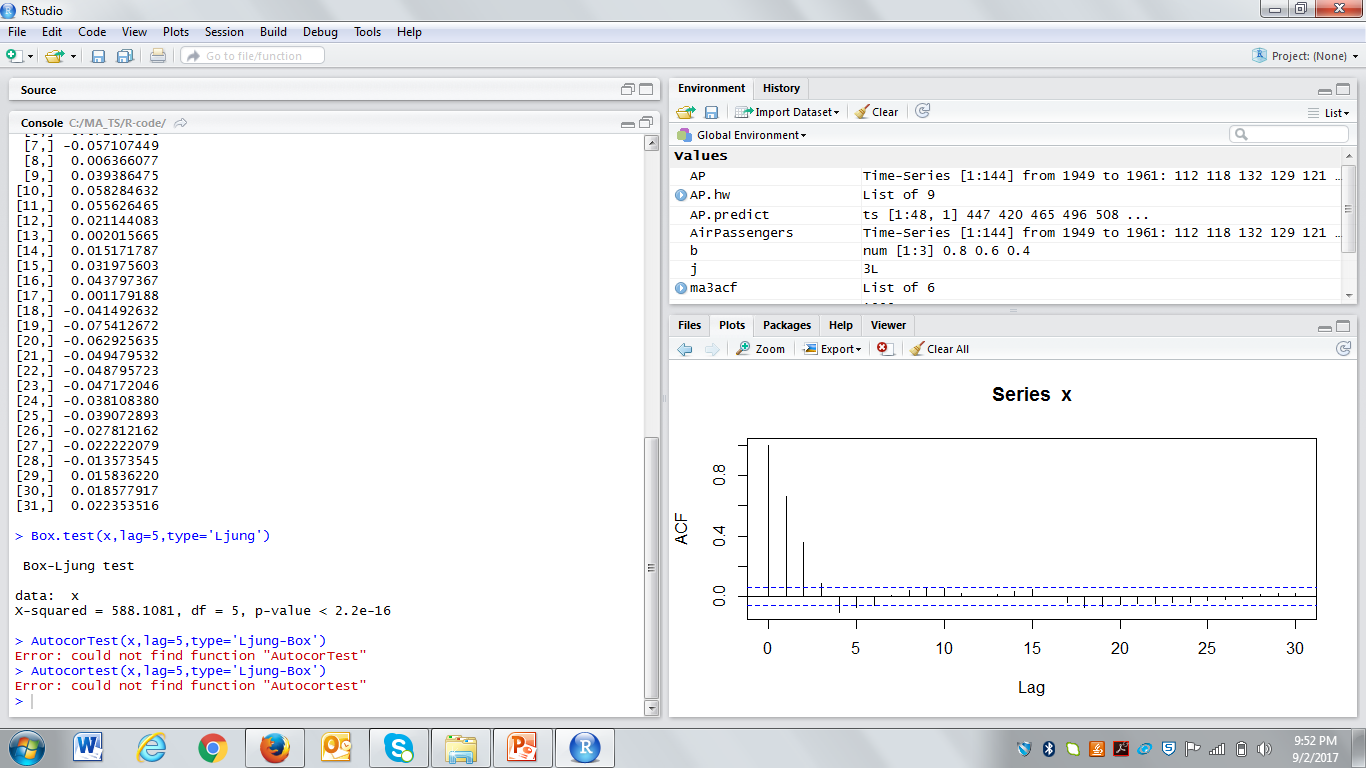 RStudio
File Edit Code View Plots Session Build Debug Tools Help
Go to file/function
Project: (None)
Source
Console C:/MA_TS/R-code/
[7,] -0.057107449
[8,] 0.006366077
[9,] 0.039386475
[10,] 0.058284632
[11,] 0.055626465
[12,] 0.021144083
[13,] 0.002015665
[14,] 0.015171787
[15,] 0.031975603
[16,] 0.043797367
[17,] 0.001179188
[18,] -0.041492632
[19,] -0.075412672
[20,] -0.062925635
[21,] -0.049479532
[22,] -0.048795723
[23,] -0.047172046
[24,] -0.038108380
[25,] -0.039072893
[26,] -0.027812162
[27,] -0.022222079
[28,] -0.013573545
[29,] 0.015836220
[30,] 0.018577917
[31,] 0.022353516
> Box.test(x,lag=5,type='Ljung')
Box-Ljung test
data: x
X-squared = 588.1081, df = 5, p-value < 2.2e-16
> AutocorTest(x,lag=5,type='Ljung-Box')
Error: could not find function "AutocorTest"
> Autocortest(x,lag=5,type='Ljung-Box')
Error: could not find function "Autocortest"
>
Environment History
Import Dataset Clear List
Global Environment
Values
AP Time-Series [1:144] from 1949 to 1961: 112 118 132 129 121 …
AP.hw List of 9
AP.predict ts [1:48, 1] 447 420 465 496 508 ...
AirPassengers Time-Series [1:144] from 1949 to 1961: 112 118 132 129 121 …
b num [1:3] 0.8 0.6 0.4
j 3L
ma3acf List of 6
Files Plots Packages Help Viewer
Zoom Export Clear All
Series x
ACF
0.8
0.4
0.0
0 5 10 15 20 25 30
Lag
9:52 PM
9/2/2017